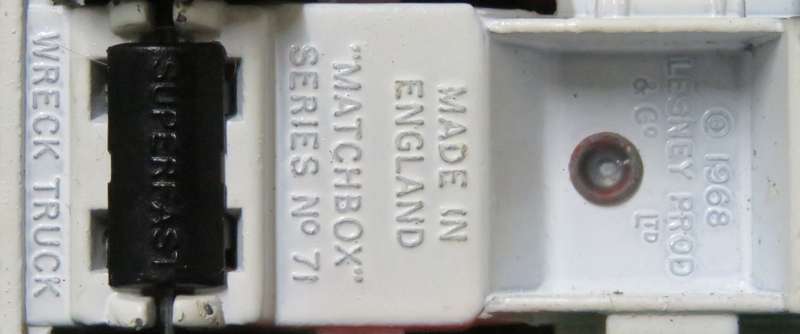 © 1968
LESNEY PROD
& Cº LTD
MADE IN
ENGLAND
"MATCHBOX"
SERIES Nº 71
SUPERFAST
WRECK TRUCK